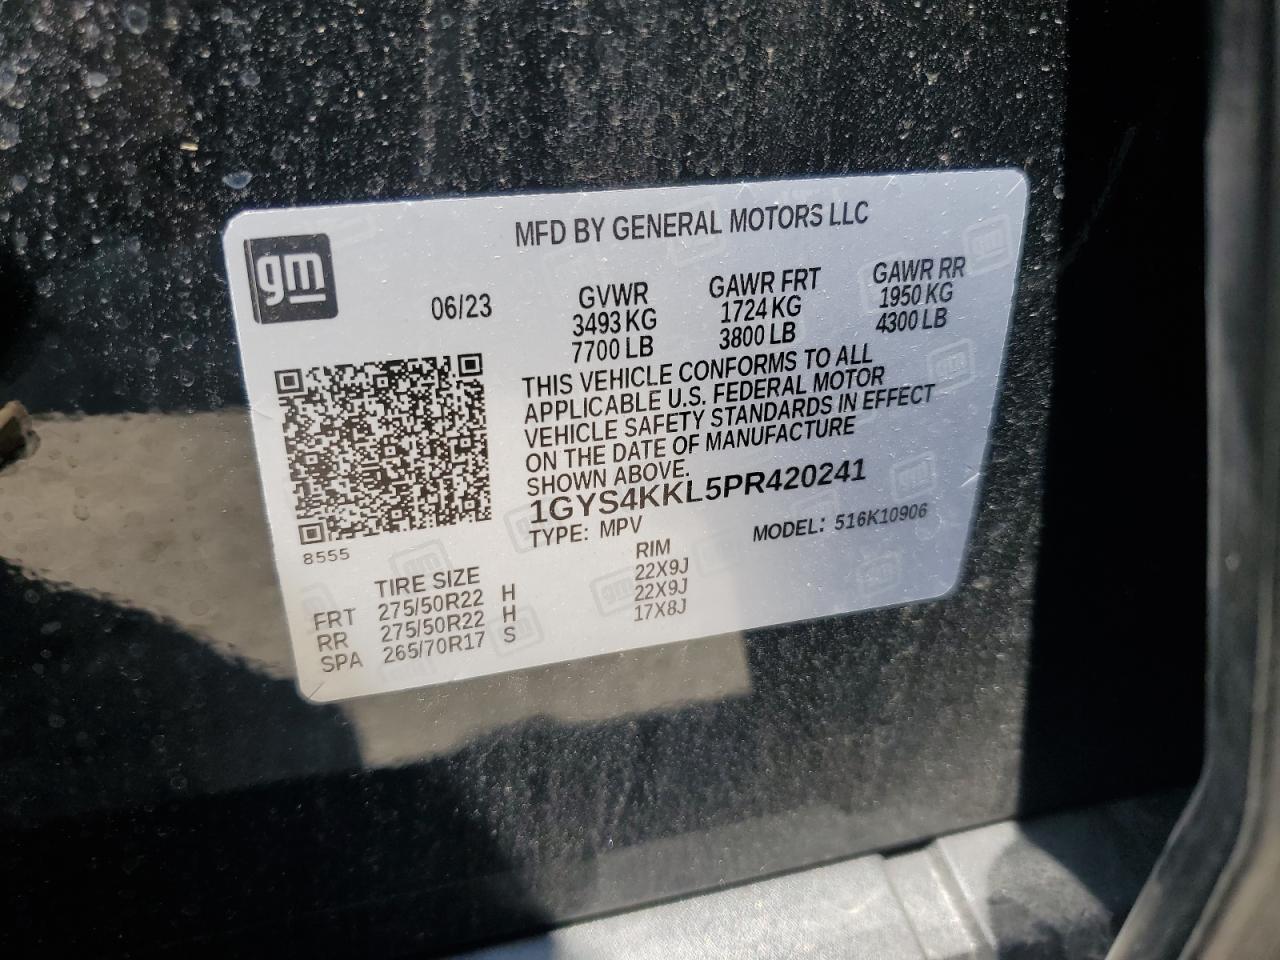 gm
MFD BY GENERAL MOTORS LLC
06/23
GVWR
3493 KG
7700 LB
GAWR FRT
1724 KG
3800 LB
GAWR RR
1950 KG
4300 LB
THIS VEHICLE CONFORMS TO ALL
APPLICABLE U.S. FEDERAL MOTOR
VEHICLE SAFETY STANDARDS IN EFFECT
ON THE DATE OF MANUFACTURE
SHOWN ABOVE.
1GYS4KKL5PR420241
TYPE: MPV MODEL: 516K10906
8555
TIRE SIZE RIM
FRT 275/50R22 H 22X9J
RR 275/50R22 H 22X9J
SPA 265/70R17 S 17X8J